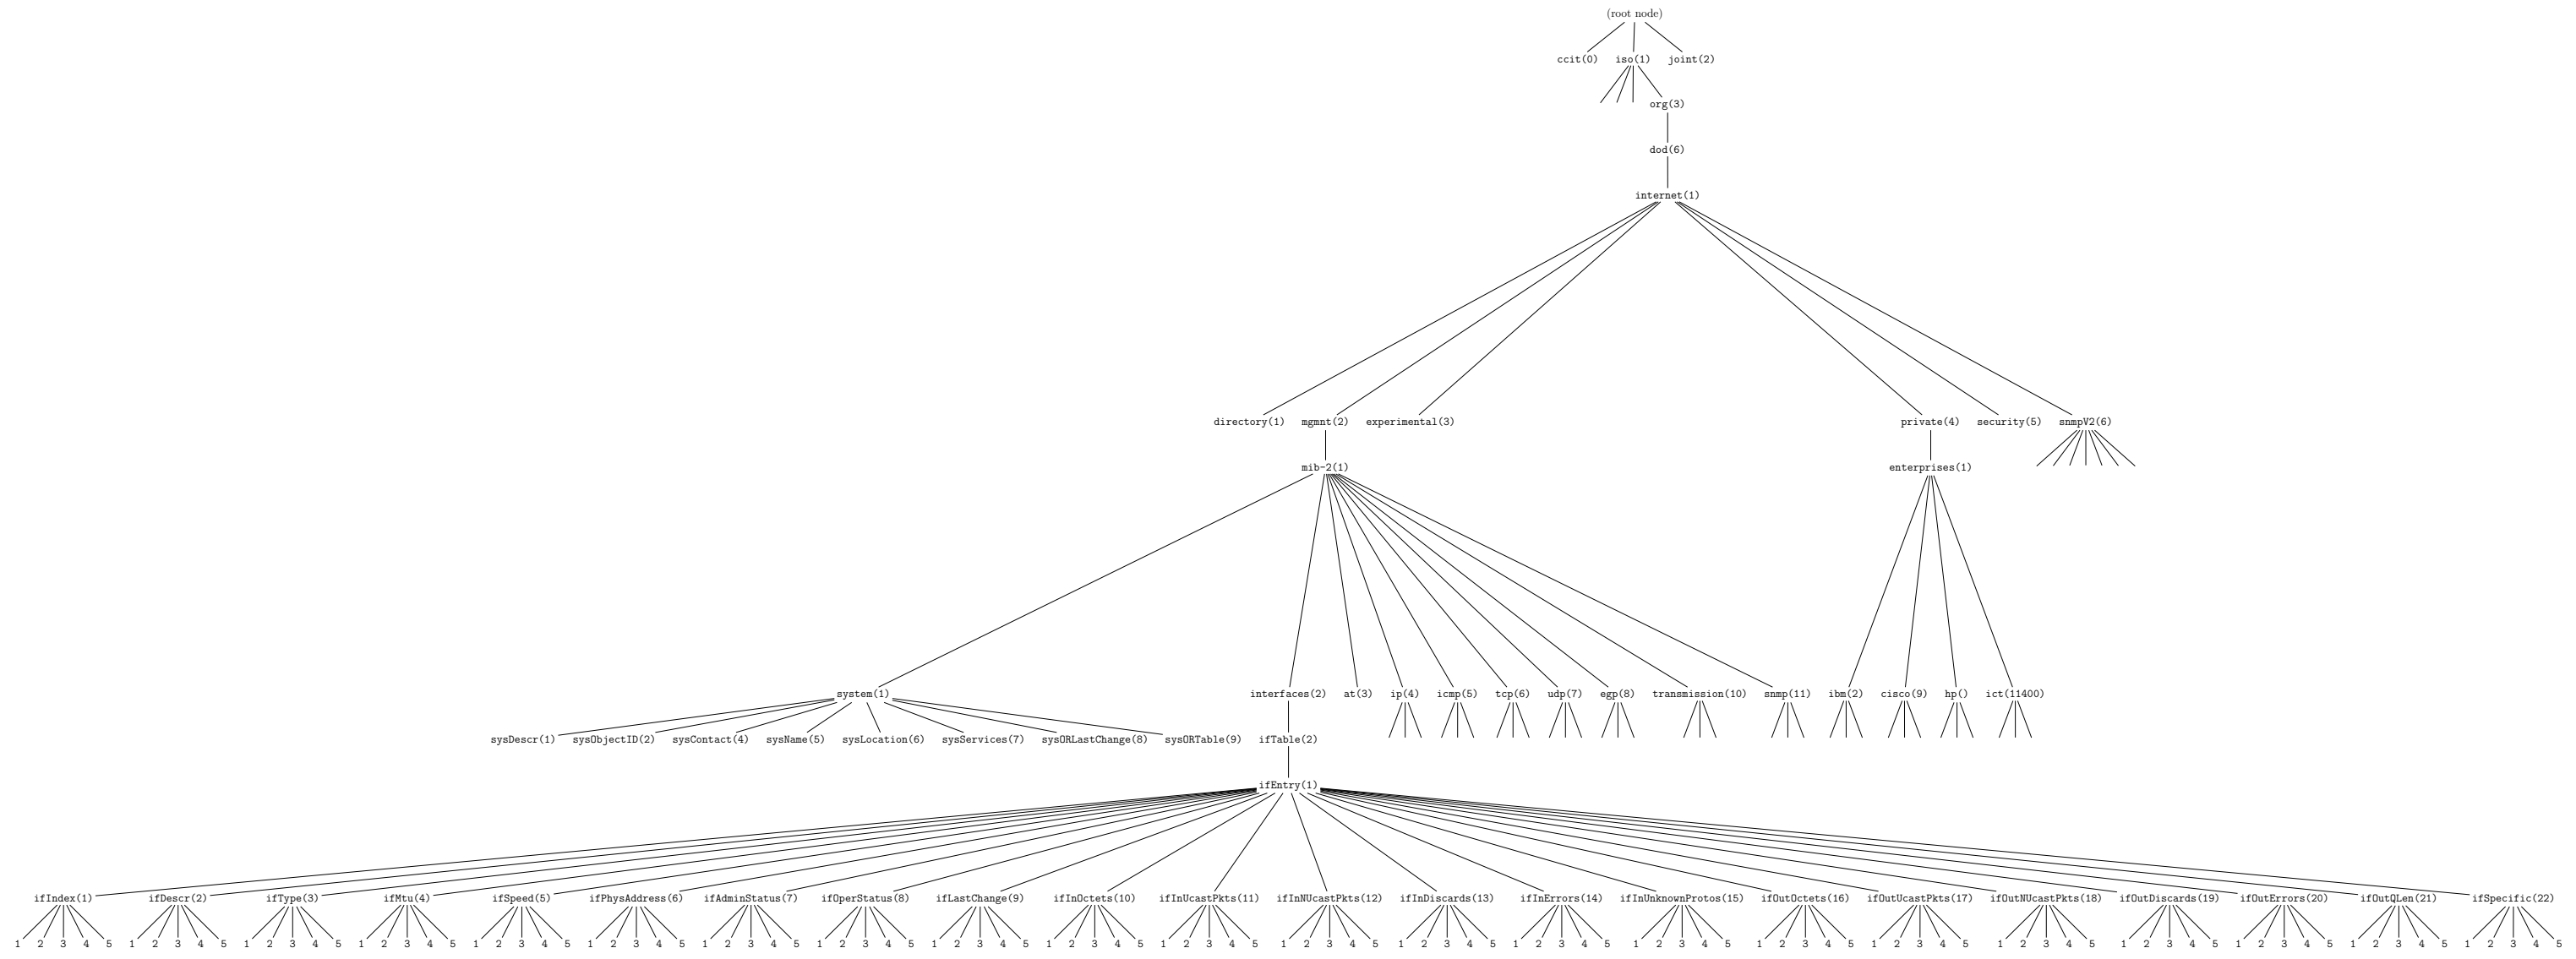 (root node)
ccit(0) iso(1) joint(2)
org(3)
dod(6)
internet(1)
directory(1) mgmnt(2) experimental(3) private(4) security(5) snmpV2(6)
mib-2(1) enterprises(1)
system(1) interfaces(2) at(3) ip(4) icmp(5) tcp(6) udp(7) egp(8) transmission(10) snmp(11) ibm(2) cisco(9) hp() ict(11400)
sysDescr(1) sysObjectID(2) sysContact(4) sysName(5) sysLocation(6) sysServices(7) sysORLastChange(8) sysORTable(9) ifTable(2)
ifEntry(1)
ifIndex(1) ifDescr(2) ifType(3) ifMtu(4) ifSpeed(5) ifPhysAddress(6) ifAdminStatus(7) ifOperStatus(8) ifLastChange(9) ifInOctets(10) ifInUcastPkts(11) ifInNUcastPkts(12) ifInDiscards(13) ifInErrors(14) ifInUnknownProtos(15) ifOutOctets(16) ifOutUcastPkts(17) ifOutNUcastPkts(18) ifOutDiscards(19) ifOutErrors(20) ifOutQLen(21) ifSpecific(22)
1 2 3 4 5 1 2 3 4 5 1 2 3 4 5 1 2 3 4 5 1 2 3 4 5 1 2 3 4 5 1 2 3 4 5 1 2 3 4 5 1 2 3 4 5 1 2 3 4 5 1 2 3 4 5 1 2 3 4 5 1 2 3 4 5 1 2 3 4 5 1 2 3 4 5 1 2 3 4 5 1 2 3 4 5 1 2 3 4 5 1 2 3 4 5 1 2 3 4 5 1 2 3 4 5 1 2 3 4 5